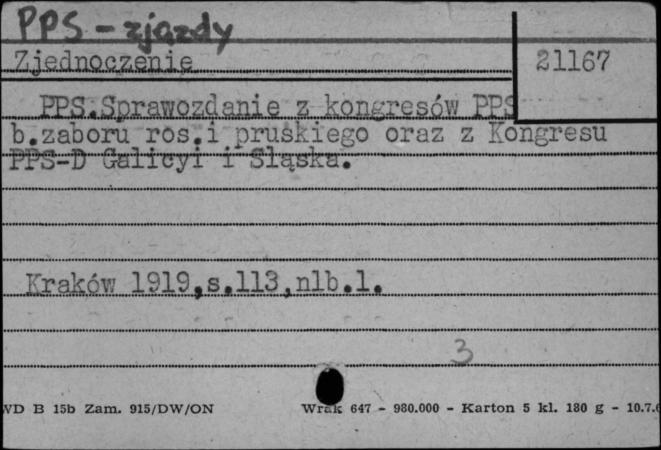 PPS - zjazdy
Zjednoczenie
21167
PPS.Sprawozdanie z kongresów PPS
b.zaboru ros.i pruskiego oraz z Kongresu
PPS-D Galicyi i Śląska.
Kraków 1919,s.113,nlb.1.
3
WD B 15b Zam. 915/DW/ON
Wrak 647 - 980.000 - Karton 5 kl. 180 g - 10.7.6